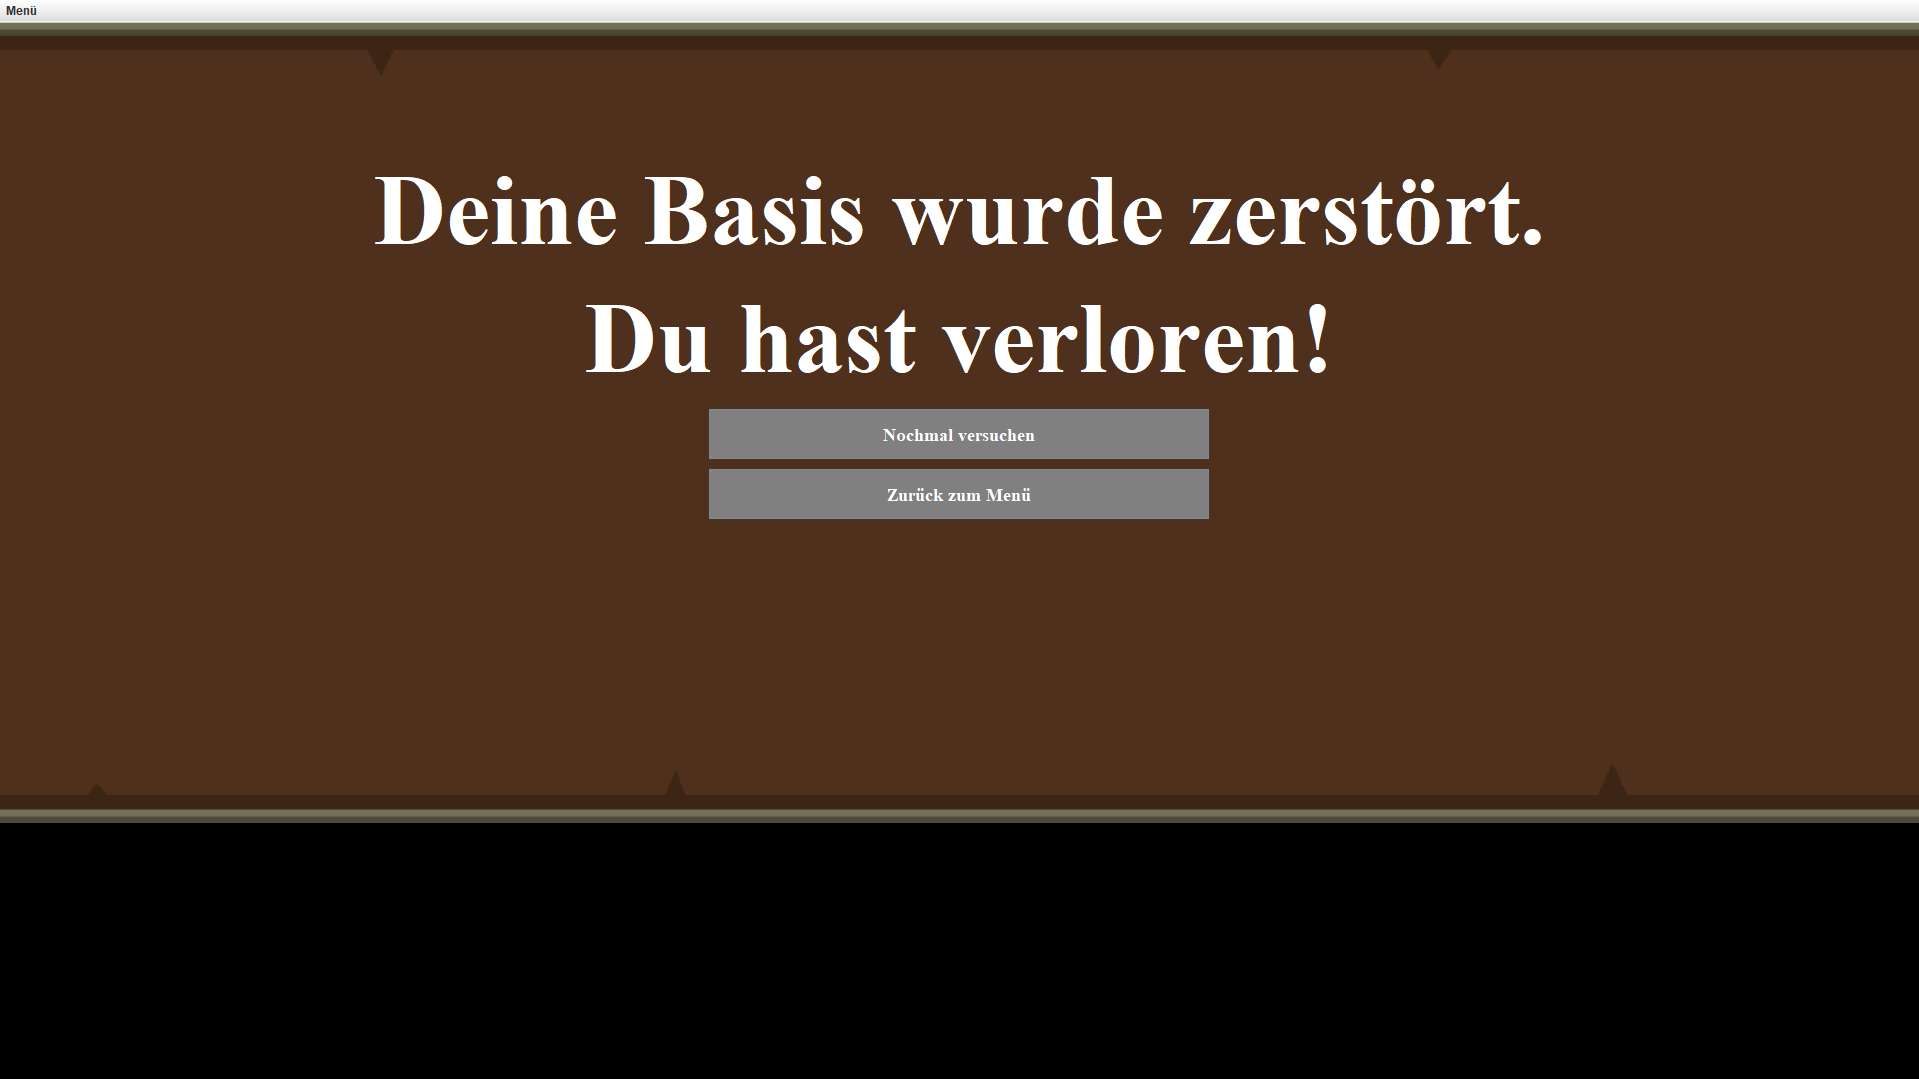 Menü
Deine Basis wurde zerstört.
Du hast verloren!
Nochmal versuchen
Zurück zum Menü